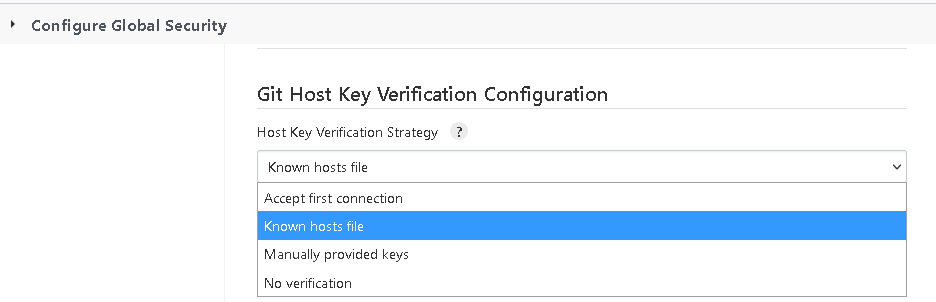 Configure Global Security
Git Host Key Verification Configuration
Host Key Verification Strategy ?
Known hosts file
Accept first connection
Known hosts file
Manually provided keys
No verification